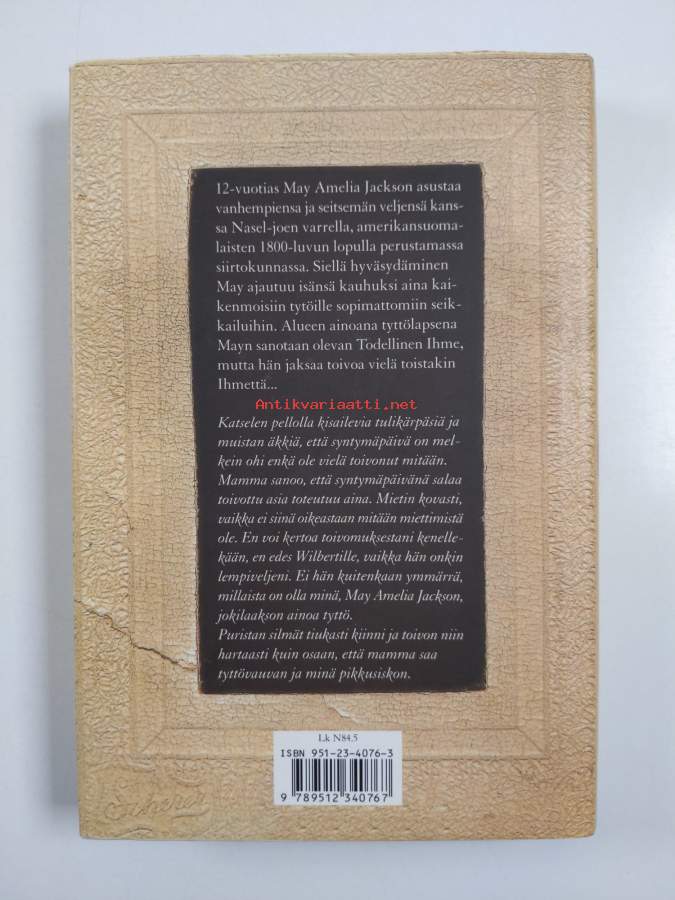 12-vuotias May Amelia Jackson asustaa
vanhempiensa ja seitsemän veljensä kans-
sa Nasel-joen varrella, amerikansuoma-
laisten 1800-luvun lopulla perustamassa
siirtokunnassa. Siellä hyväsydäminen
May ajautuu isänsä kauhuksi aina kai-
kenmoisiin tytöille sopimattomiin seik-
kailuihin. Alueen ainoana tyttölapsena
Mayn sanotaan olevan Todellinen Ihme,
mutta hän jaksaa toivoa vielä toistakin
Ihmettä...
Antikvariaatti.net
Katselen pellolla kisailevia tulikärpäsiä ja
muistan äkkiä, että syntymäpäivä on mel-
kein ohi enkä ole vielä toivonut mitään.
Mamma sanoo, että syntymäpäivänä salaa
toivottu asia toteutuu aina. Mietin kovasti,
vaikka ei siinä oikeastaan mitään miettimistä
ole. En voi kertoa toivomuksestani kenelle-
kään, en edes Wilbertille, vaikka hän onkin
lempiveljeni. Ei hän kuitenkaan ymmärrä,
millaista on olla minä, May Amelia Jackson,
jokilaakson ainoa tyttö.
Puristan silmät tiukasti kiinni ja toivon niin
hartaasti kuin osaan, että mamma saa
tyttövauvan ja minä pikkusiskon.
Lk N84.5
ISBN 951-23-4076-3
9 789512 340767